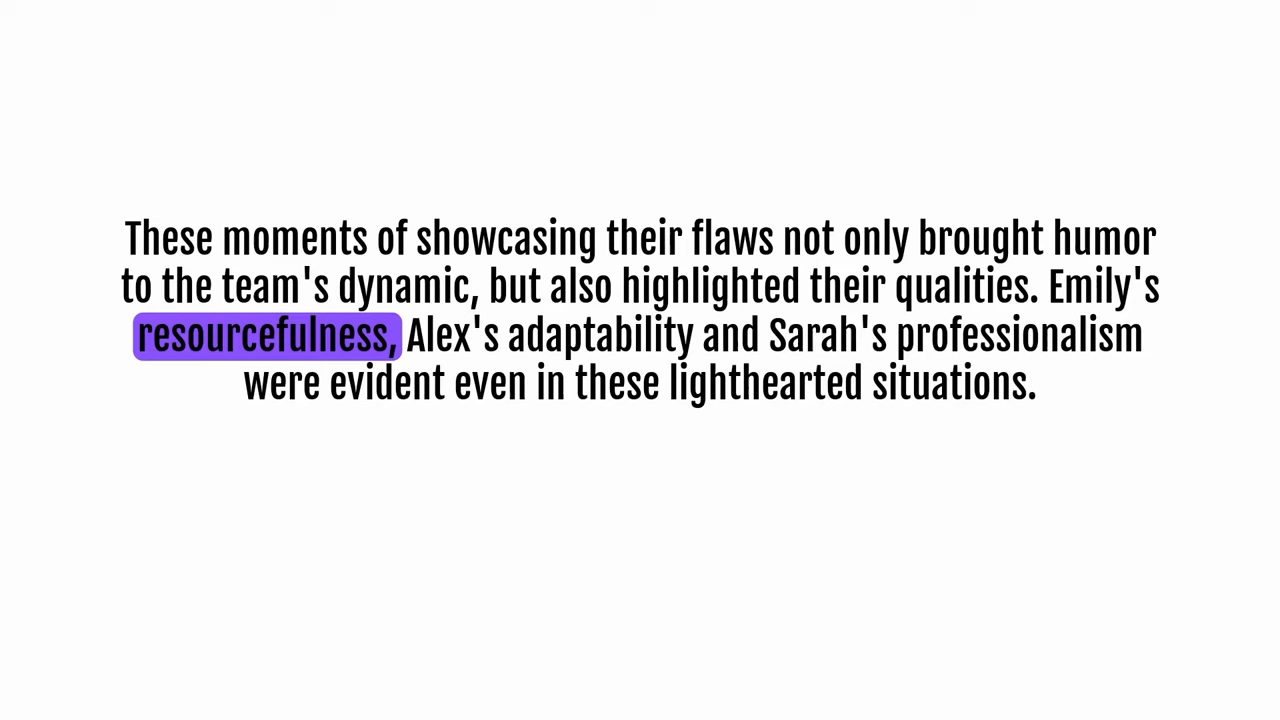 These moments of showcasing their flaws not only brought humor
to the team's dynamic, but also highlighted their qualities. Emily's
resourcefulness, Alex's adaptability and Sarah's professionalism
were evident even in these lighthearted situations.